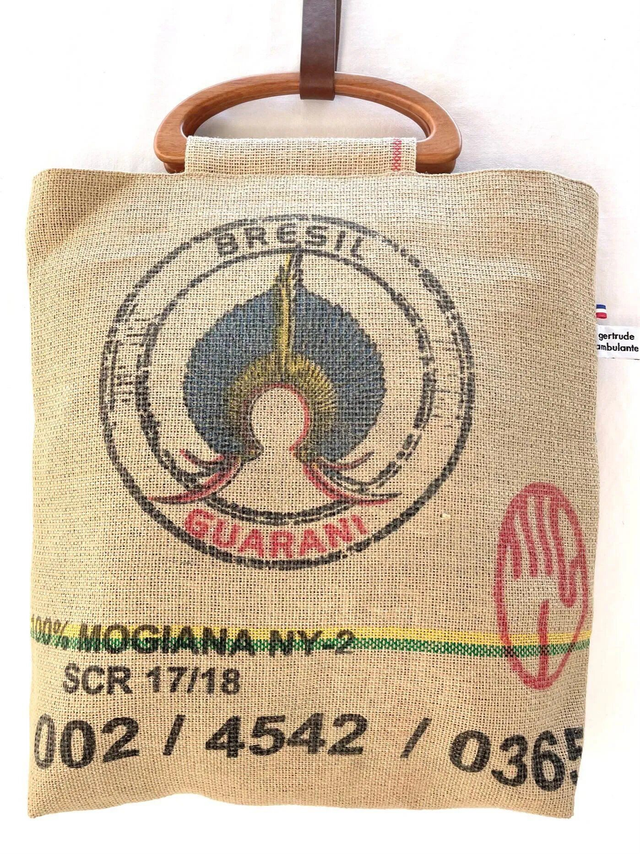 BRESIL
GUARANI
gertrude
ambulante
100% MOGIANA NY-2
SCR 17/18
002 / 4542 / 0365